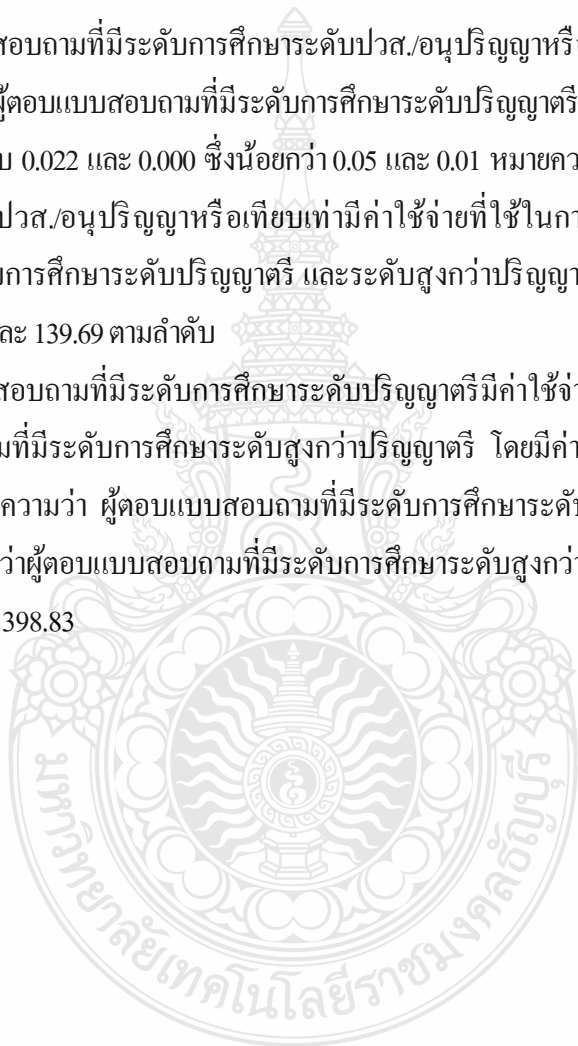 สอบถามที่มีระดับการศึกษาระดับปวส./อนุปริญญาหรือ
ผู้ตอบแบบสอบถามที่มีระดับการศึกษาระดับปริญญาตรี
0.022 และ 0.000 ซึ่งน้อยกว่า 0.05 และ 0.01 หมายคว
ปวส./อนุปริญญาหรือเทียบเท่ามีค่าใช้จ่ายที่ใช้ในกา
การศึกษาระดับปริญญาตรี และระดับสูงกว่าปริญญา
ละ 139.69 ตามลำดับ
สอบถามที่มีระดับการศึกษาระดับปริญญาตรีมีค่าใช้จ่า
ที่มีระดับการศึกษาระดับสูงกว่าปริญญาตรี โดยมีค่า
ความว่า ผู้ตอบแบบสอบถามที่มีระดับการศึกษาระดับ
ว่าผู้ตอบแบบสอบถามที่มีระดับการศึกษาระดับสูงกว่า
398.83
มหาวิทยาลัยเทคโนโลยีราชมงคลธัญบุรี